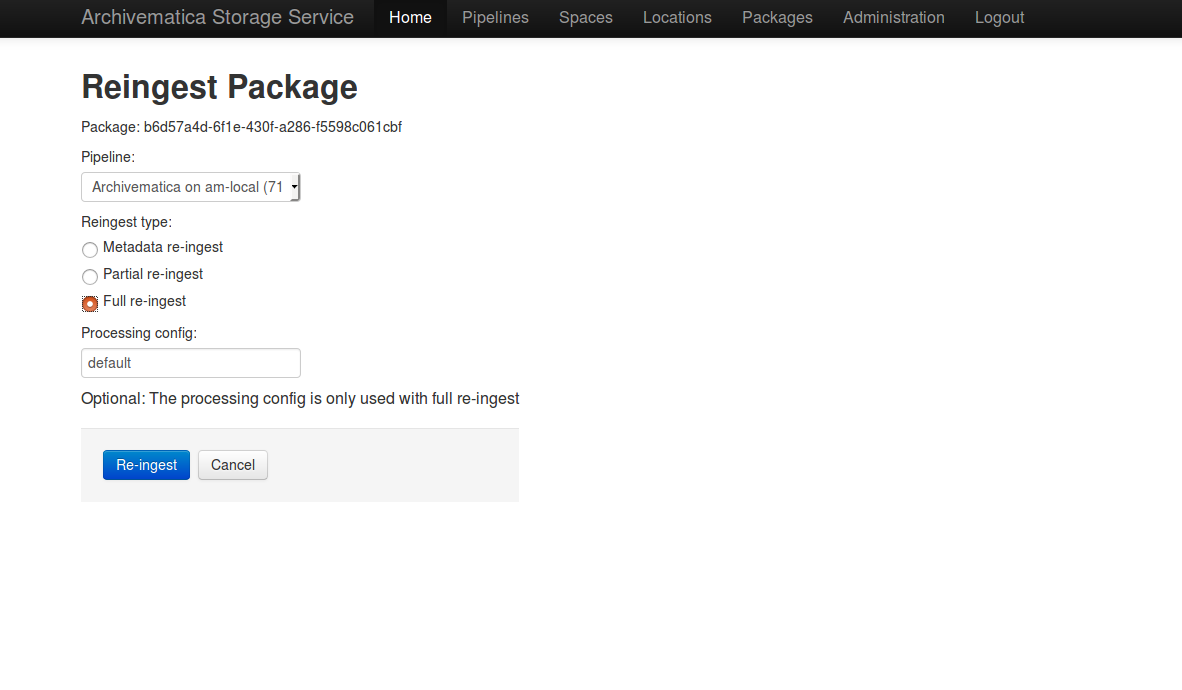 Archivematica Storage Service Home Pipelines Spaces Locations Packages Administration Logout
Reingest Package
Package: b6d57a4d-6f1e-430f-a286-f5598c061cbf
Pipeline:
Archivematica on am-local (71
Reingest type:
Metadata re-ingest
Partial re-ingest
Full re-ingest
Processing config:
default
Optional: The processing config is only used with full re-ingest
Re-ingest Cancel